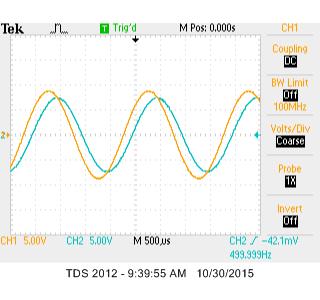 Tek
T Trig'd
M Pos: 0.000s
CH1
Coupling
DC
BW Limit
Off
100MHz
Volts/Div
Coarse
Probe
1X
Invert
Off
2
CH1 5.00V
CH2 5.00V
M 500µs
CH2 / -42.1mV
499.999Hz
TDS 2012 - 9:39:55 AM 10/30/2015